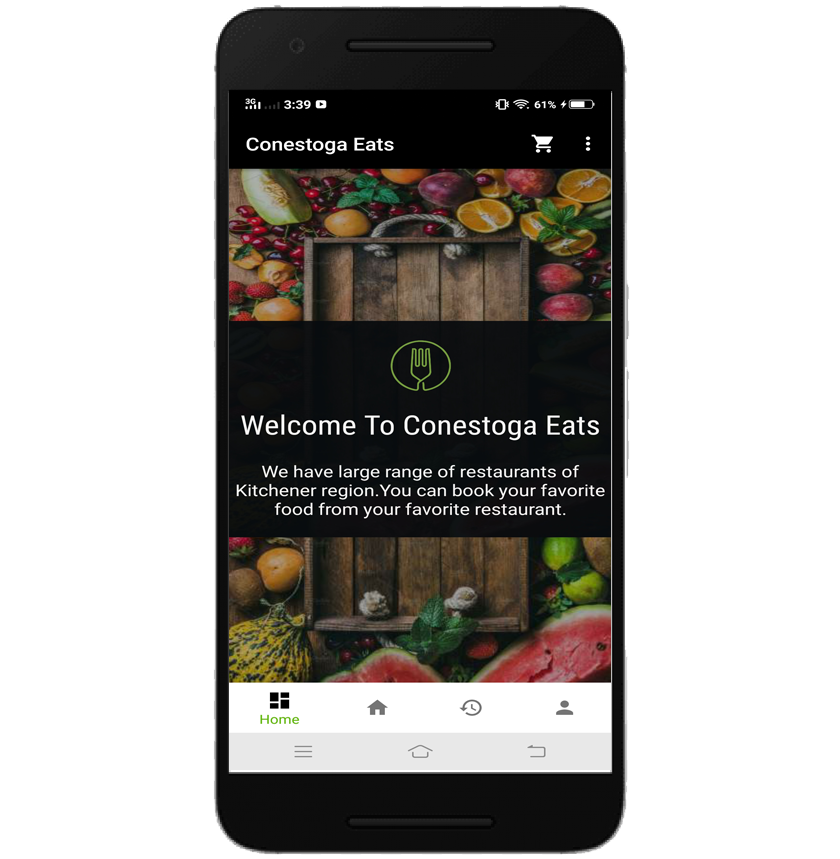 3G 3:39 61%
Conestoga Eats
Welcome To Conestoga Eats
We have large range of restaurants of
Kitchener region.You can book your favorite
food from your favorite restaurant.
Home